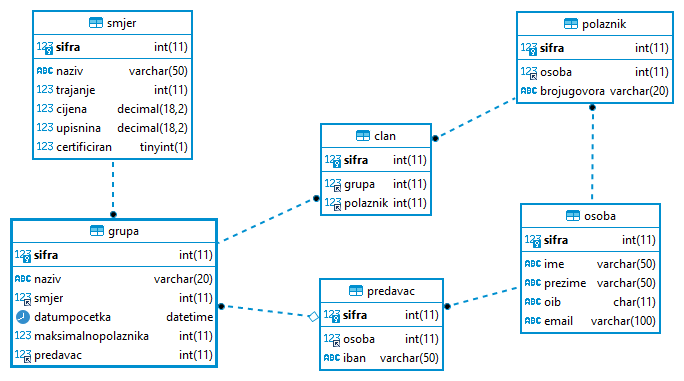 smjer
123 sifra int(11)
ABC naziv varchar(50)
123 trajanje int(11)
123 cijena decimal(18,2)
123 upisnina decimal(18,2)
123 certificiran tinyint(1)
polaznik
123 sifra int(11)
123 osoba int(11)
ABC brojugovora varchar(20)
clan
123 sifra int(11)
123 grupa int(11)
123 polaznik int(11)
grupa
123 sifra int(11)
ABC naziv varchar(20)
123 smjer int(11)
datumpocetka datetime
123 maksimalnopolaznika int(11)
123 predavac int(11)
predavac
123 sifra int(11)
123 osoba int(11)
ABC iban varchar(50)
osoba
123 sifra int(11)
ABC ime varchar(50)
ABC prezime varchar(50)
ABC oib char(11)
ABC email varchar(100)